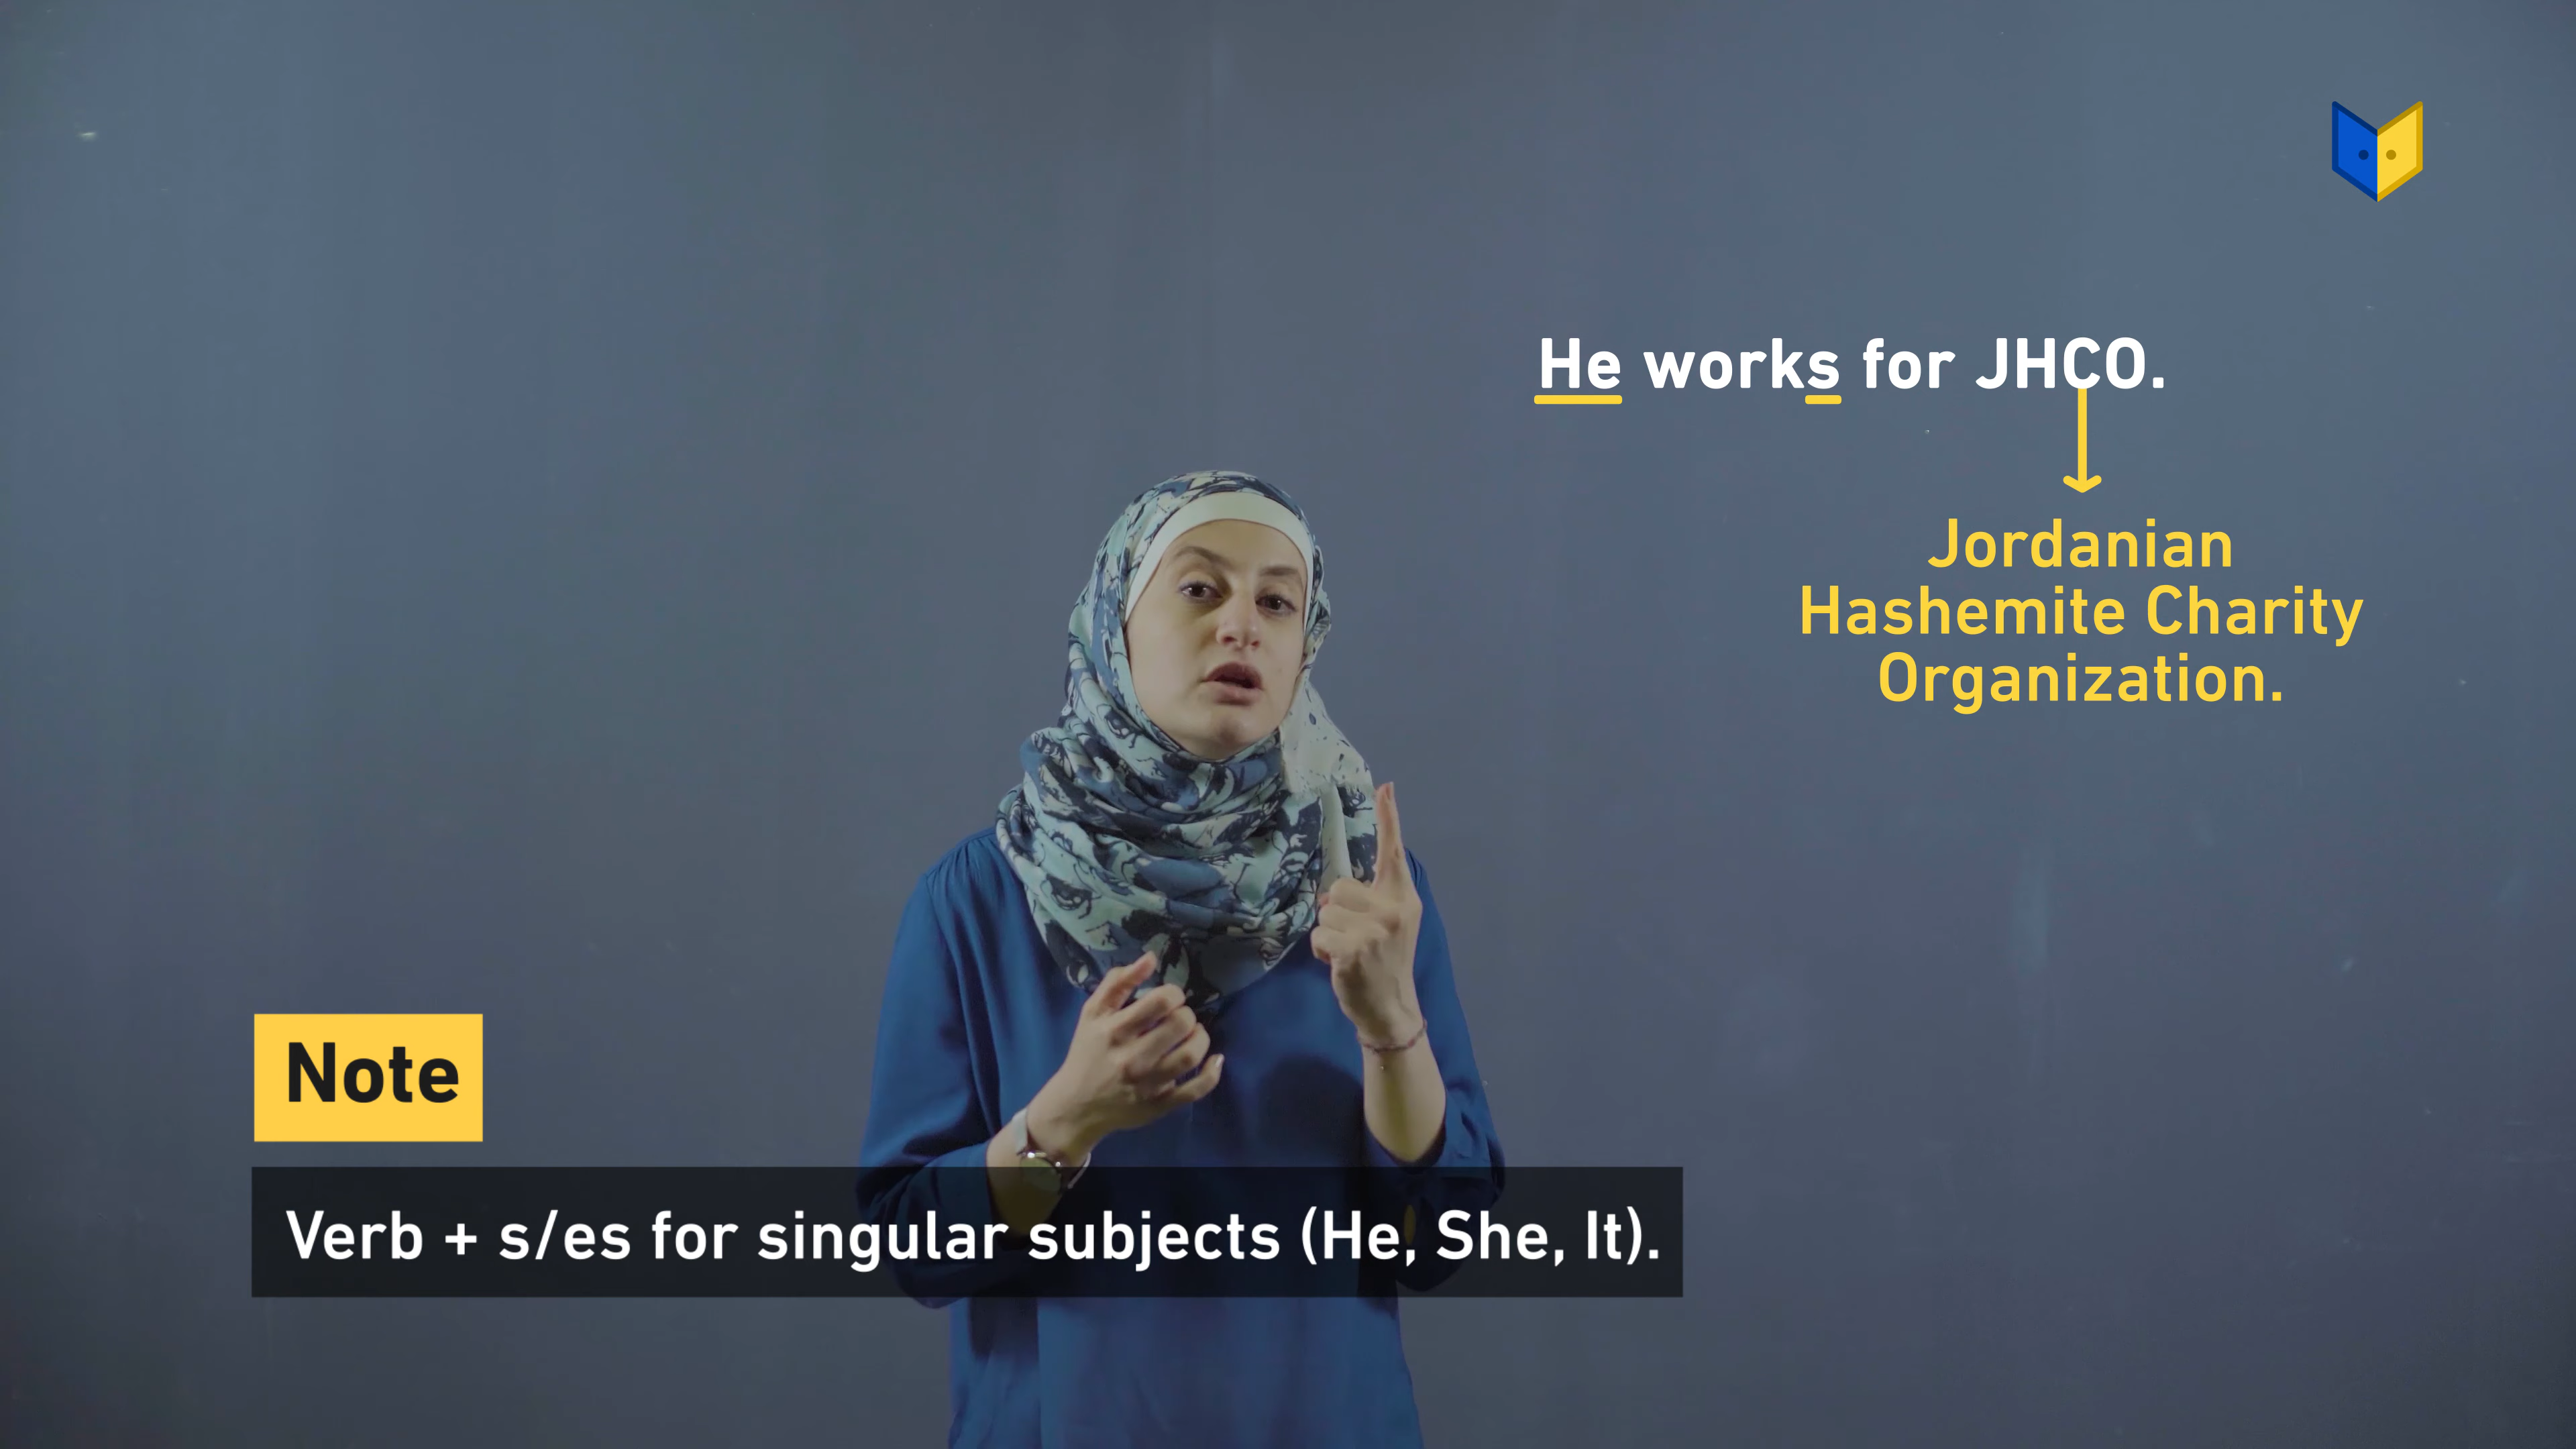 He works for JHCO.
Jordanian
Hashemite Charity
Organization.
Note
Verb + s/es for singular subjects (He, She, It).